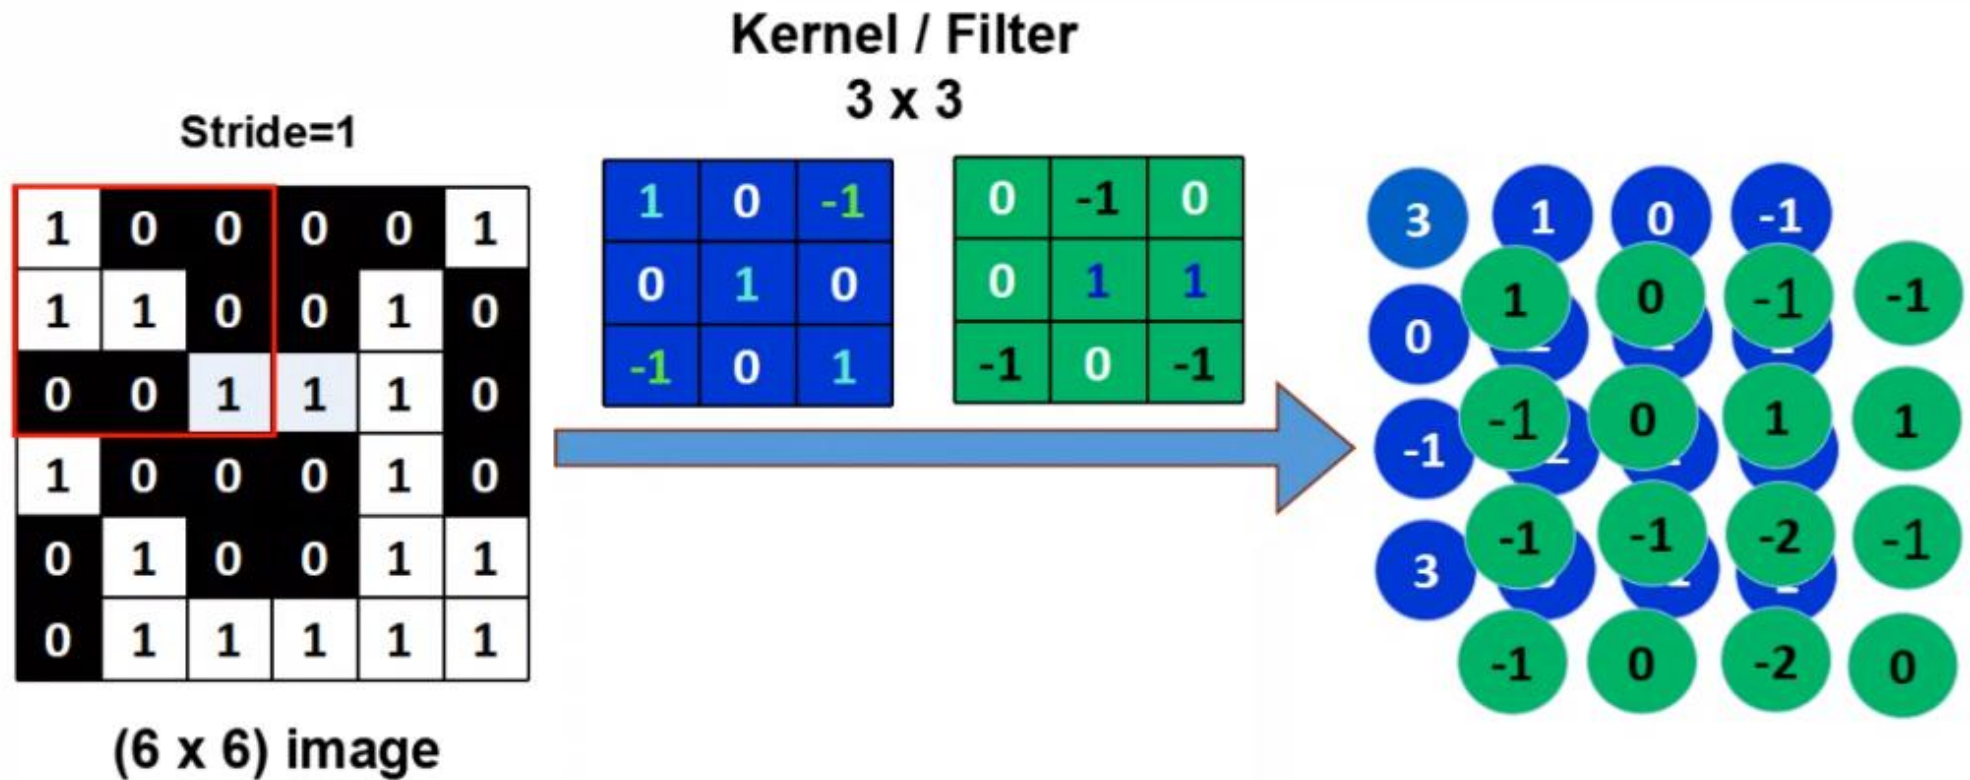 Kernel / Filter
3 x 3
Stride=1
1 0 0 0 0 1
1 1 0 0 1 0
0 0 1 1 1 0
1 0 0 0 1 0
0 1 0 0 1 1
0 1 1 1 1 1
(6 x 6) image
1 0 -1
0 1 0
-1 0 1
0 -1 0
0 1 1
-1 0 -1
3 1 0 -1
1 0 -1 -1
0
-1 0 1 1
-1
-1 -1 -2 -1
3
-1 0 -2 0